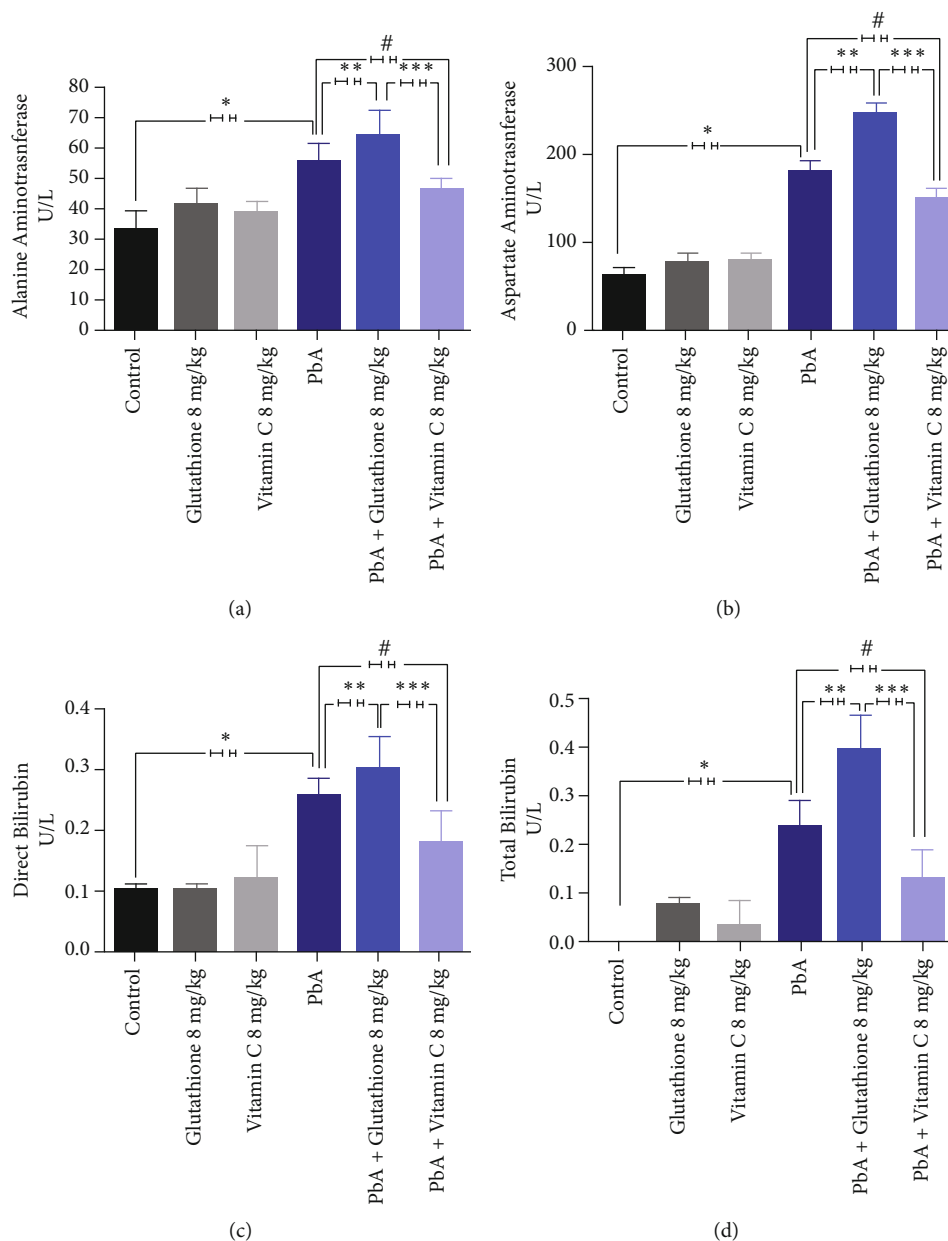 #
** ***
*
80
70
60
50
40
30
20
10
0
Alanine Aminotrasnferase
U/L
Control
Glutathione 8 mg/kg
Vitamin C 8 mg/kg
PbA
PbA + Glutathione 8 mg/kg
PbA + Vitamin C 8 mg/kg
(a)
#
** ***
*
300
200
100
0
Aspartate Aminotrasnferase
U/L
Control
Glutathione 8 mg/kg
Vitamin C 8 mg/kg
PbA
PbA + Glutathione 8 mg/kg
PbA + Vitamin C 8 mg/kg
(b)
#
** ***
*
0.4
0.3
0.2
0.1
0.0
Direct Bilirubin
U/L
Control
Glutathione 8 mg/kg
Vitamin C 8 mg/kg
PbA
PbA + Glutathione 8 mg/kg
PbA + Vitamin C 8 mg/kg
(c)
#
** ***
*
0.5
0.4
0.3
0.2
0.1
0.0
Total Bilirubin
U/L
Control
Glutathione 8 mg/kg
Vitamin C 8 mg/kg
PbA
PbA + Glutathione 8 mg/kg
PbA + Vitamin C 8 mg/kg
(d)